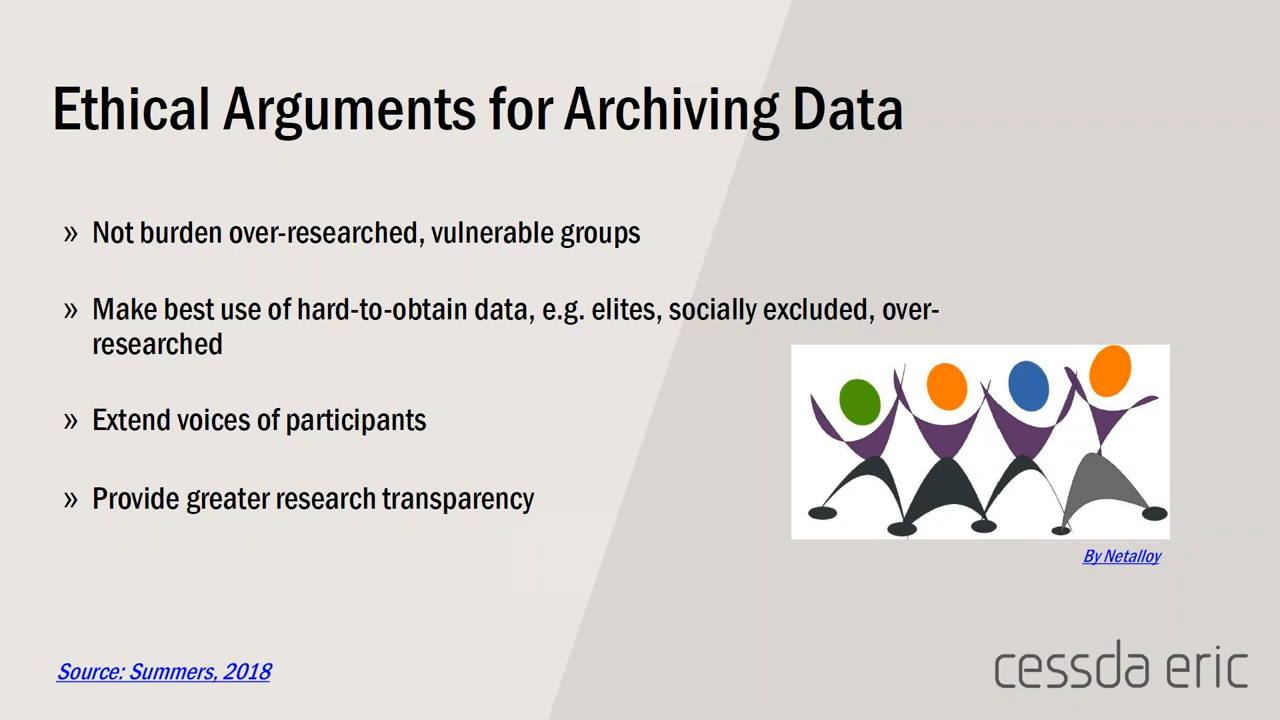 Ethical Arguments for Archiving Data
» Not burden over-researched, vulnerable groups
» Make best use of hard-to-obtain data, e.g. elites, socially excluded, over-
researched
» Extend voices of participants
» Provide greater research transparency
By Netalloy
Source: Summers, 2018
cessda eric